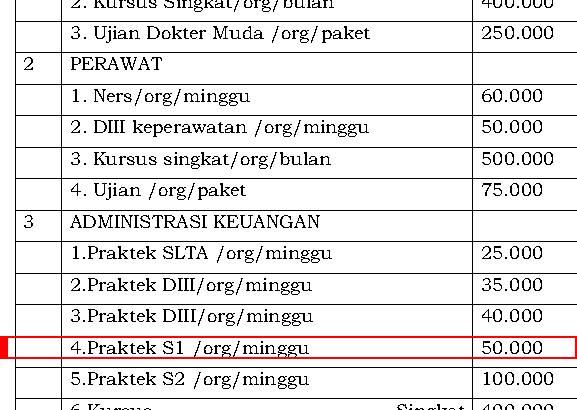 2. Kursus Singkat/org/bulan 400.000
3. Ujian Dokter Muda /org/paket 250.000
2 PERAWAT
1. Ners/org/minggu 60.000
2. DIII keperawatan /org/minggu 50.000
3. Kursus singkat/org/bulan 500.000
4. Ujian /org/paket 75.000
3 ADMINISTRASI KEUANGAN
1.Praktek SLTA /org/minggu 25.000
2.Praktek DIII/org/minggu 35.000
3.Praktek DIII/org/minggu 40.000
4.Praktek S1 /org/minggu 50.000
5.Praktek S2 /org/minggu 100.000
6.Kursus Singkat 400.000